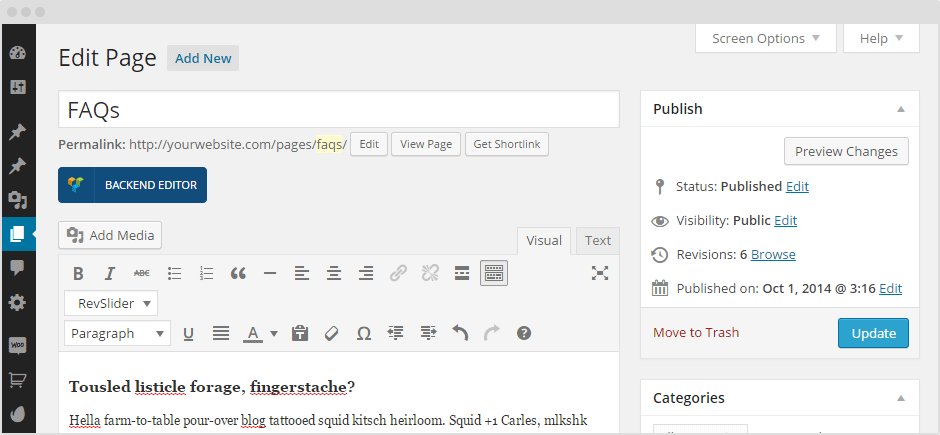 Screen Options
Help
Edit Page
Add New
FAQs
Permalink: http://yourwebsite.com/pages/faqs/
Edit
View Page
Get Shortlink
BACKEND EDITOR
Add Media
Visual
Text
B I ABC
RevSlider
Paragraph
U
A
T
Ω
?
Tousled listicle forage, fingerstache?
Hella farm-to-table pour-over blog tattooed squid kitsch heirloom. Squid +1 Carles, mlkshk
Publish
Preview Changes
Status: Published Edit
Visibility: Public Edit
Revisions: 6 Browse
Published on: Oct 1, 2014 @ 3:16 Edit
Move to Trash
Update
Categories
WOO